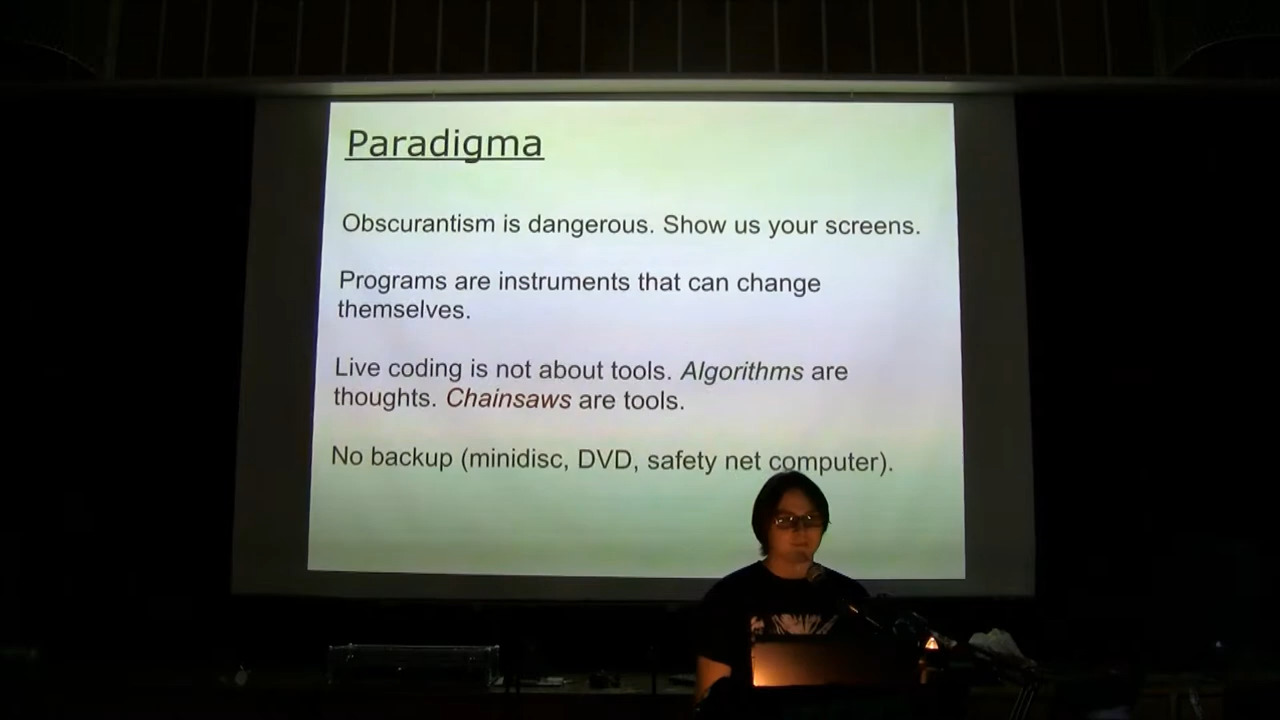 Paradigma
Obscurantism is dangerous. Show us your screens.
Programs are instruments that can change
themselves.
Live coding is not about tools. Algorithms are
thoughts. Chainsaws are tools.
No backup (minidisc, DVD, safety net computer).